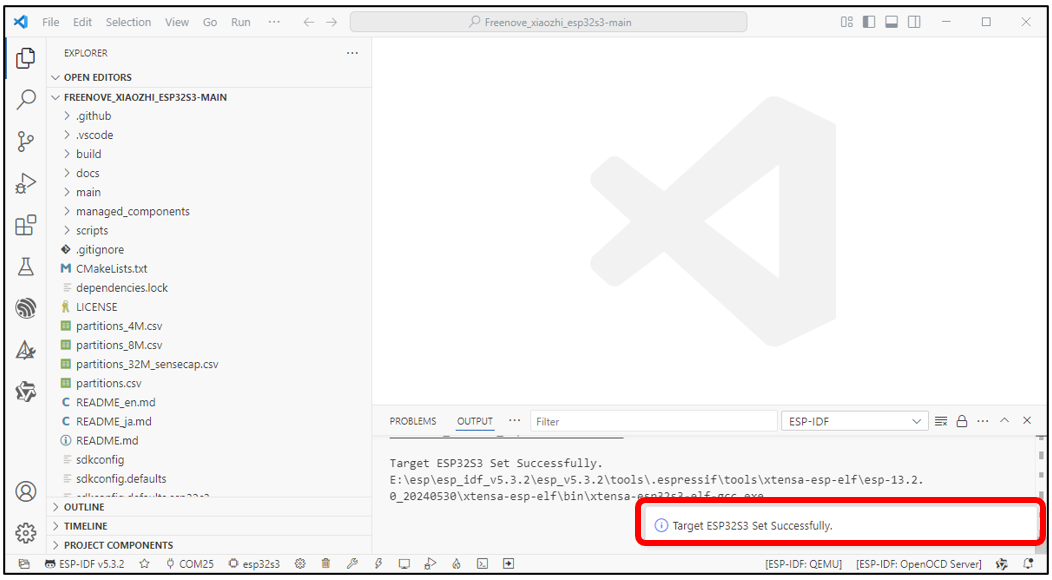 File Edit Selection View Go Run ··· Freenove_xiaozhi_esp32s3-main
EXPLORER ···
OPEN EDITORS
FREENOVE_XIAOZHI_ESP32S3-MAIN
.github
.vscode
build
docs
main
managed_components
scripts
.gitignore
CMakeLists.txt
dependencies.lock
LICENSE
partitions_4M.csv
partitions_8M.csv
partitions_32M_sensecap.csv
partitions.csv
README_en.md
README_ja.md
README.md
sdkconfig
sdkconfig.defaults
sdkconfig.defaults.esp32c3
OUTLINE
TIMELINE
PROJECT COMPONENTS
PROBLEMS OUTPUT ··· Filter ESP-IDF ···
Target ESP32S3 Set Successfully.
E:\esp\esp_idf_v5.3.2\esp_v5.3.2\tools\.espressif\tools\xtensa-esp-elf\esp-13.2.
0_20240530\xtensa-esp-elf\bin\xtensa-esp32s3-elf-gcc.exe
Target ESP32S3 Set Successfully.
ESP-IDF v5.3.2 COM25 esp32s3 [ESP-IDF: QEMU] [ESP-IDF: OpenOCD Server]